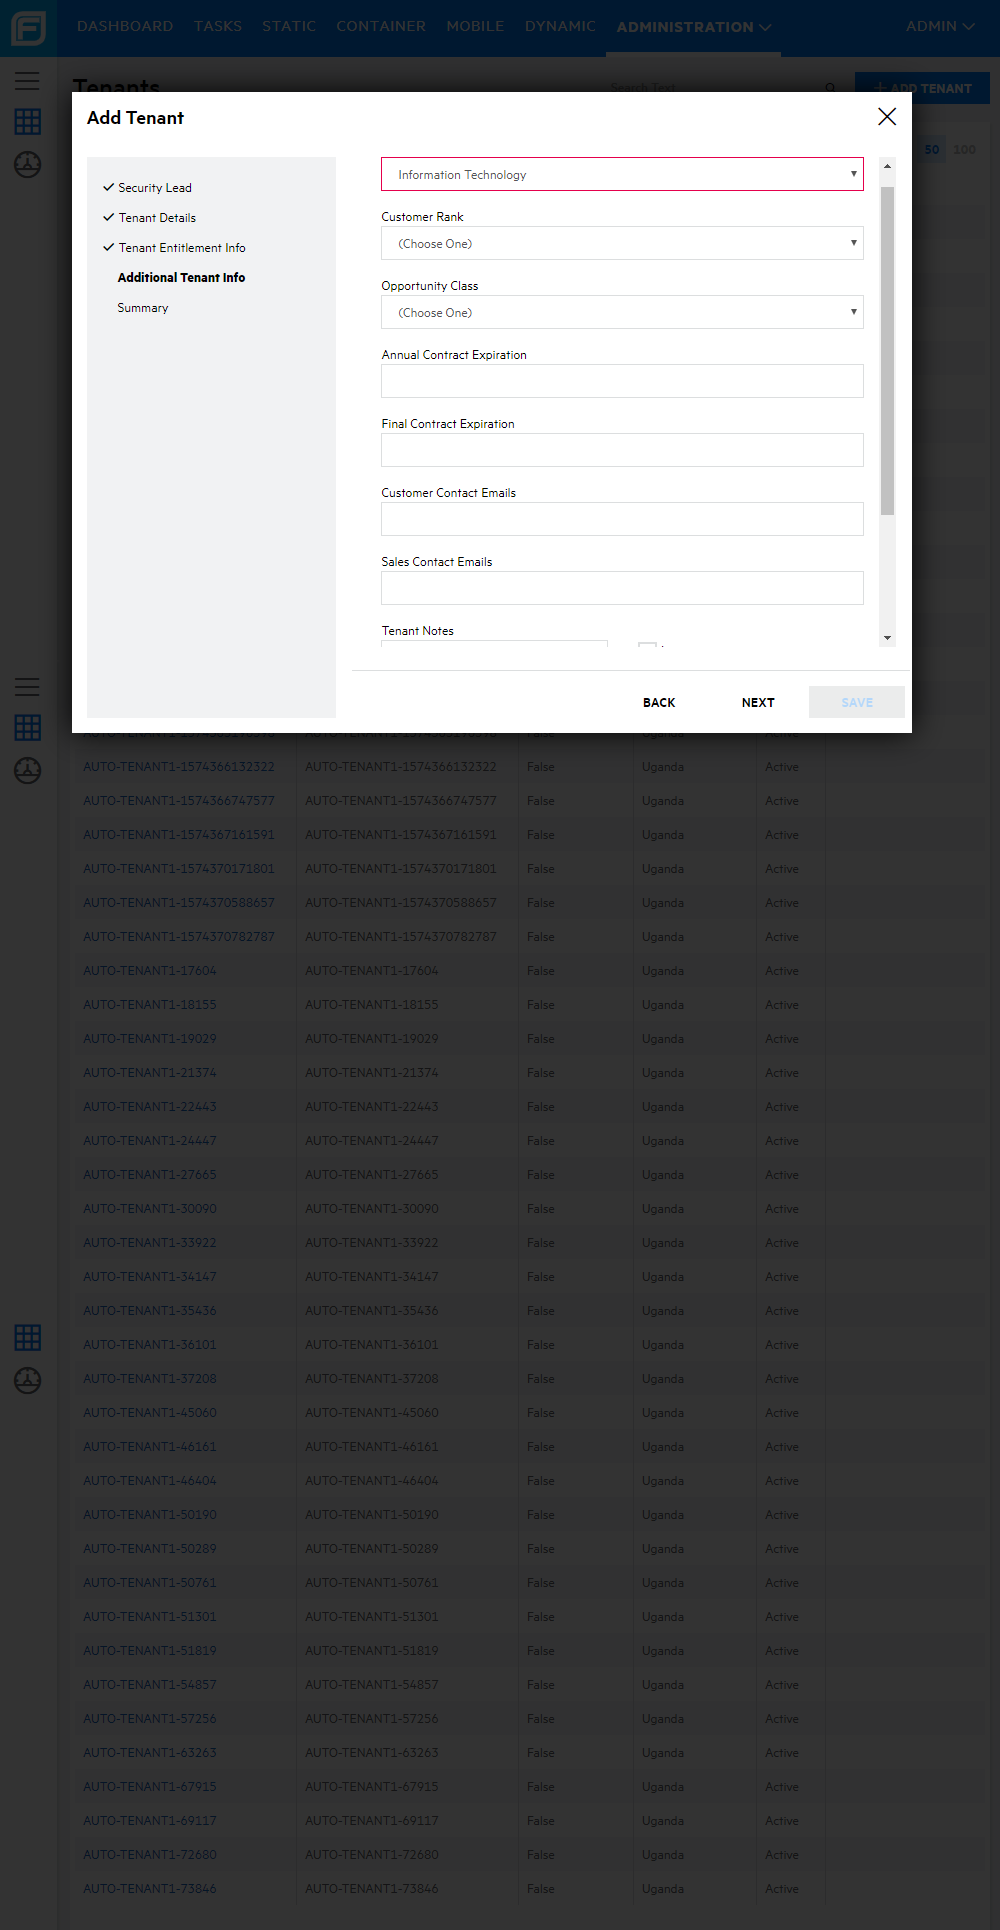 DASHBOARD TASKS STATIC CONTAINER MOBILE DYNAMIC ADMINISTRATION ADMIN
Tenants Search Text + ADD TENANT
Add Tenant
50 100
Security Lead
Tenant Details
Tenant Entitlement Info
Additional Tenant Info
Summary
Information Technology
Customer Rank
(Choose One)
Opportunity Class
(Choose One)
Annual Contract Expiration
Final Contract Expiration
Customer Contact Emails
Sales Contact Emails
Tenant Notes
BACK NEXT SAVE
False Uganda Active
AUTO-TENANT1-1574366132322 AUTO-TENANT1-1574366132322 False Uganda Active
AUTO-TENANT1-1574366747577 AUTO-TENANT1-1574366747577 False Uganda Active
AUTO-TENANT1-1574367161591 AUTO-TENANT1-1574367161591 False Uganda Active
AUTO-TENANT1-1574370171801 AUTO-TENANT1-1574370171801 False Uganda Active
AUTO-TENANT1-1574370588657 AUTO-TENANT1-1574370588657 False Uganda Active
AUTO-TENANT1-1574370782787 AUTO-TENANT1-1574370782787 False Uganda Active
AUTO-TENANT1-17604 AUTO-TENANT1-17604 False Uganda Active
AUTO-TENANT1-18155 AUTO-TENANT1-18155 False Uganda Active
AUTO-TENANT1-19029 AUTO-TENANT1-19029 False Uganda Active
AUTO-TENANT1-21374 AUTO-TENANT1-21374 False Uganda Active
AUTO-TENANT1-22443 AUTO-TENANT1-22443 False Uganda Active
AUTO-TENANT1-24447 AUTO-TENANT1-24447 False Uganda Active
AUTO-TENANT1-27665 AUTO-TENANT1-27665 False Uganda Active
AUTO-TENANT1-30090 AUTO-TENANT1-30090 False Uganda Active
AUTO-TENANT1-33922 AUTO-TENANT1-33922 False Uganda Active
AUTO-TENANT1-34147 AUTO-TENANT1-34147 False Uganda Active
AUTO-TENANT1-35436 AUTO-TENANT1-35436 False Uganda Active
AUTO-TENANT1-36101 AUTO-TENANT1-36101 False Uganda Active
AUTO-TENANT1-37208 AUTO-TENANT1-37208 False Uganda Active
AUTO-TENANT1-45060 AUTO-TENANT1-45060 False Uganda Active
AUTO-TENANT1-46161 AUTO-TENANT1-46161 False Uganda Active
AUTO-TENANT1-46404 AUTO-TENANT1-46404 False Uganda Active
AUTO-TENANT1-50190 AUTO-TENANT1-50190 False Uganda Active
AUTO-TENANT1-50289 AUTO-TENANT1-50289 False Uganda Active
AUTO-TENANT1-50761 AUTO-TENANT1-50761 False Uganda Active
AUTO-TENANT1-51301 AUTO-TENANT1-51301 False Uganda Active
AUTO-TENANT1-51819 AUTO-TENANT1-51819 False Uganda Active
AUTO-TENANT1-54857 AUTO-TENANT1-54857 False Uganda Active
AUTO-TENANT1-57256 AUTO-TENANT1-57256 False Uganda Active
AUTO-TENANT1-63263 AUTO-TENANT1-63263 False Uganda Active
AUTO-TENANT1-67915 AUTO-TENANT1-67915 False Uganda Active
AUTO-TENANT1-69117 AUTO-TENANT1-69117 False Uganda Active
AUTO-TENANT1-72680 AUTO-TENANT1-72680 False Uganda Active
AUTO-TENANT1-73846 AUTO-TENANT1-73846 False Uganda Active